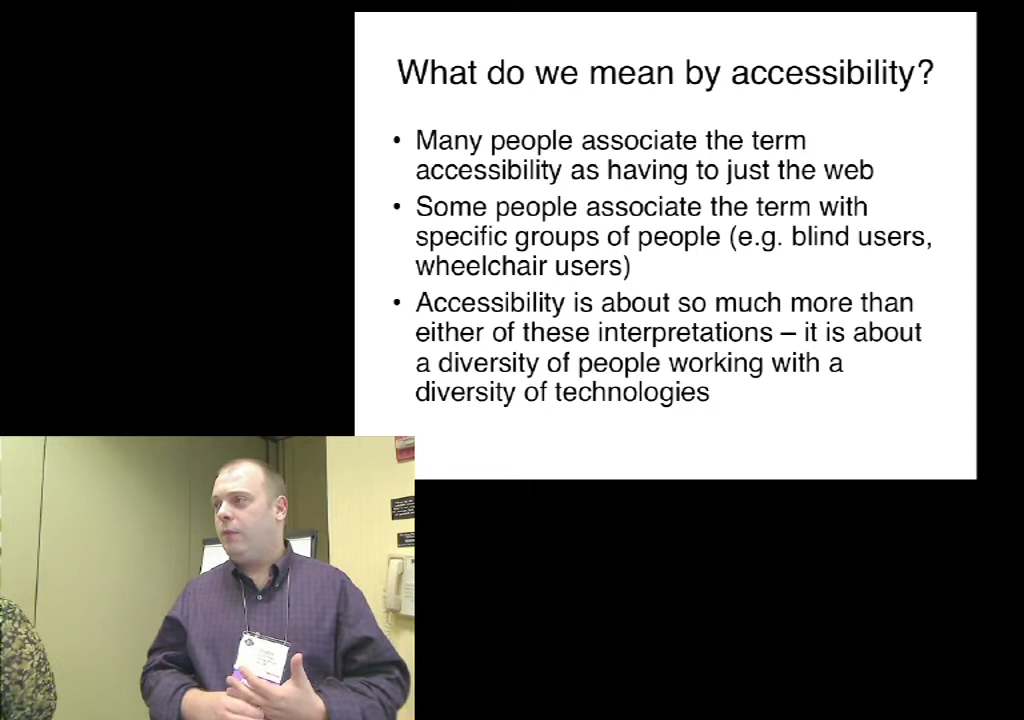 What do we mean by accessibility?
• Many people associate the term
accessibility as having to just the web
• Some people associate the term with
specific groups of people (e.g. blind users,
wheelchair users)
• Accessibility is about so much more than
either of these interpretations – it is about
a diversity of people working with a
diversity of technologies